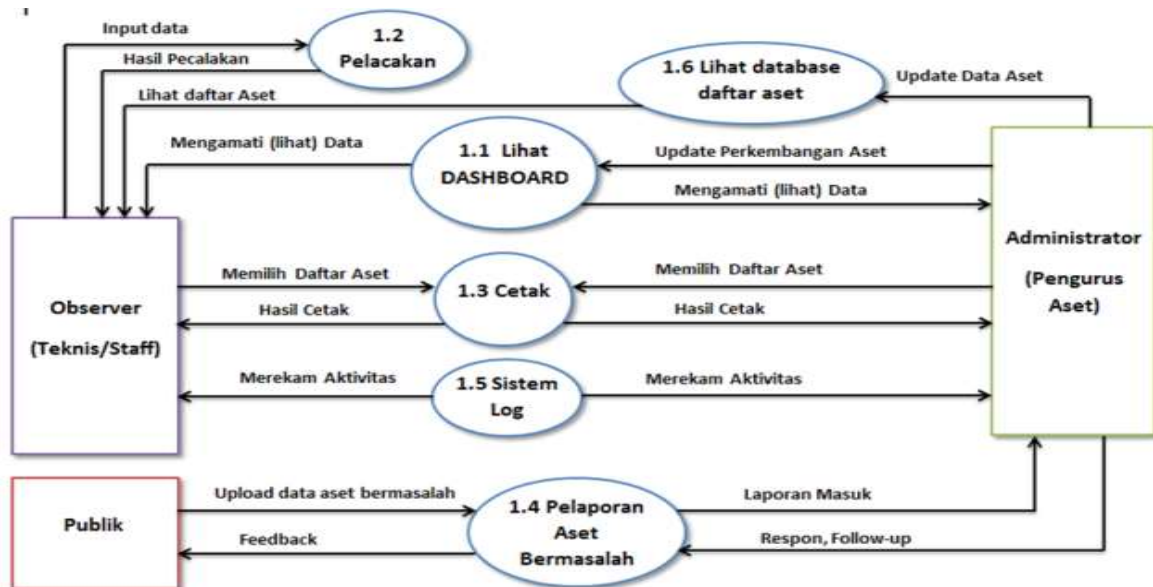 Input data
1.2
Pelacakan
Hasil Pecalakan
1.6 Lihat database
daftar aset
Update Data Aset
Lihat daftar Aset
Mengamati (lihat) Data
1.1 Lihat
DASHBOARD
Update Perkembangan Aset
Mengamati (lihat) Data
Observer
(Teknis/Staff)
Administrator
(Pengurus
Aset)
Memilih Daftar Aset
1.3 Cetak
Memilih Daftar Aset
Hasil Cetak
Hasil Cetak
Merekam Aktivitas
1.5 Sistem
Log
Merekam Aktivitas
Publik
Upload data aset bermasalah
1.4 Pelaporan
Aset
Bermasalah
Laporan Masuk
Feedback
Respon, Follow-up